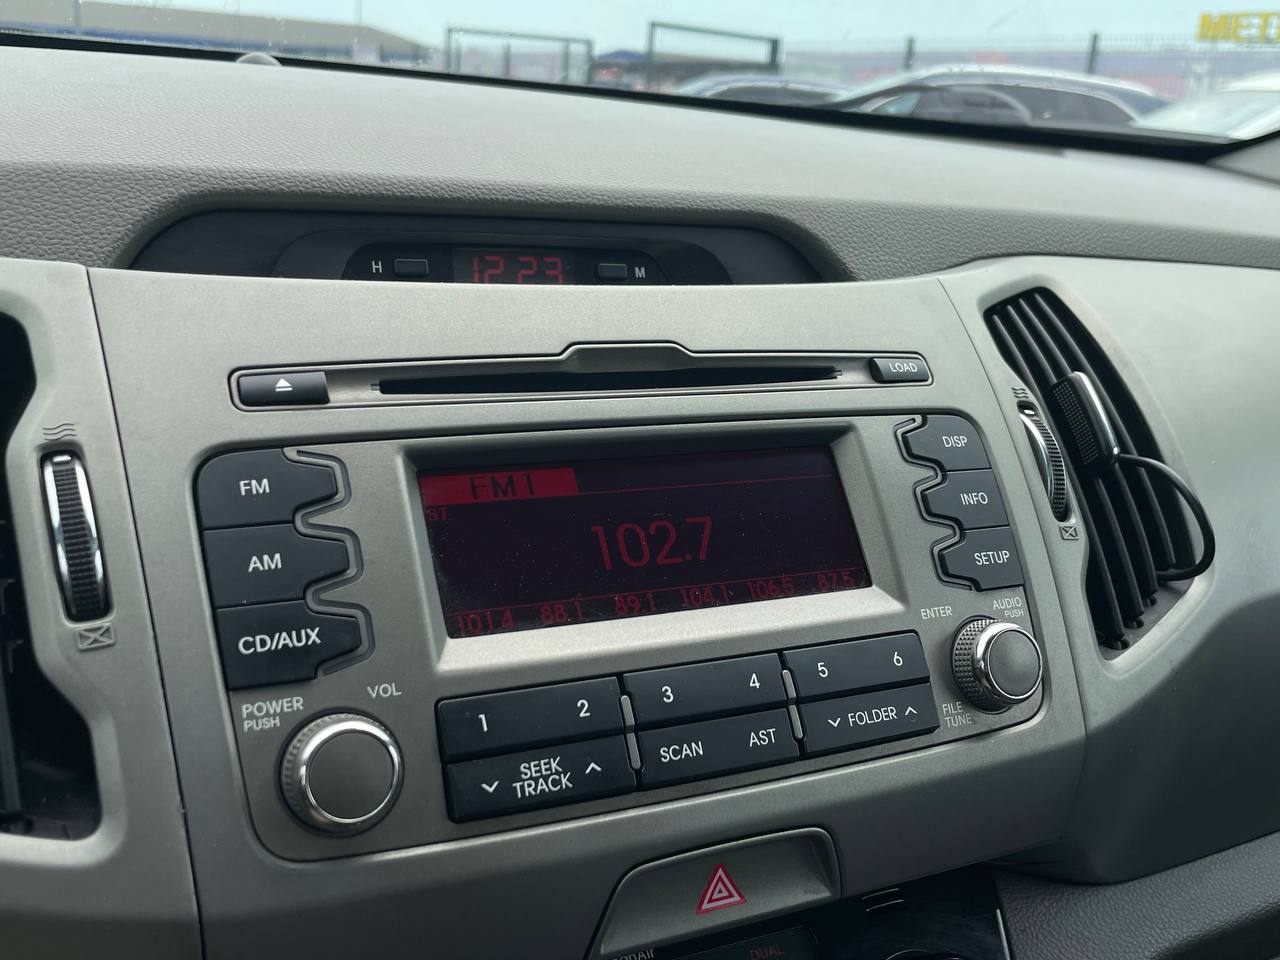 H 12 23 M
LOAD
FM
AM
CD/AUX
FM1
ST
102.7
101.4 88.1 89.1 104.1 106.5 87.5
DISP
INFO
SETUP
ENTER
AUDIO
PUSH
FILE
TUNE
POWER
PUSH
VOL
1 2 3 4 5 6
SEEK
TRACK
SCAN AST
FOLDER
DUAL